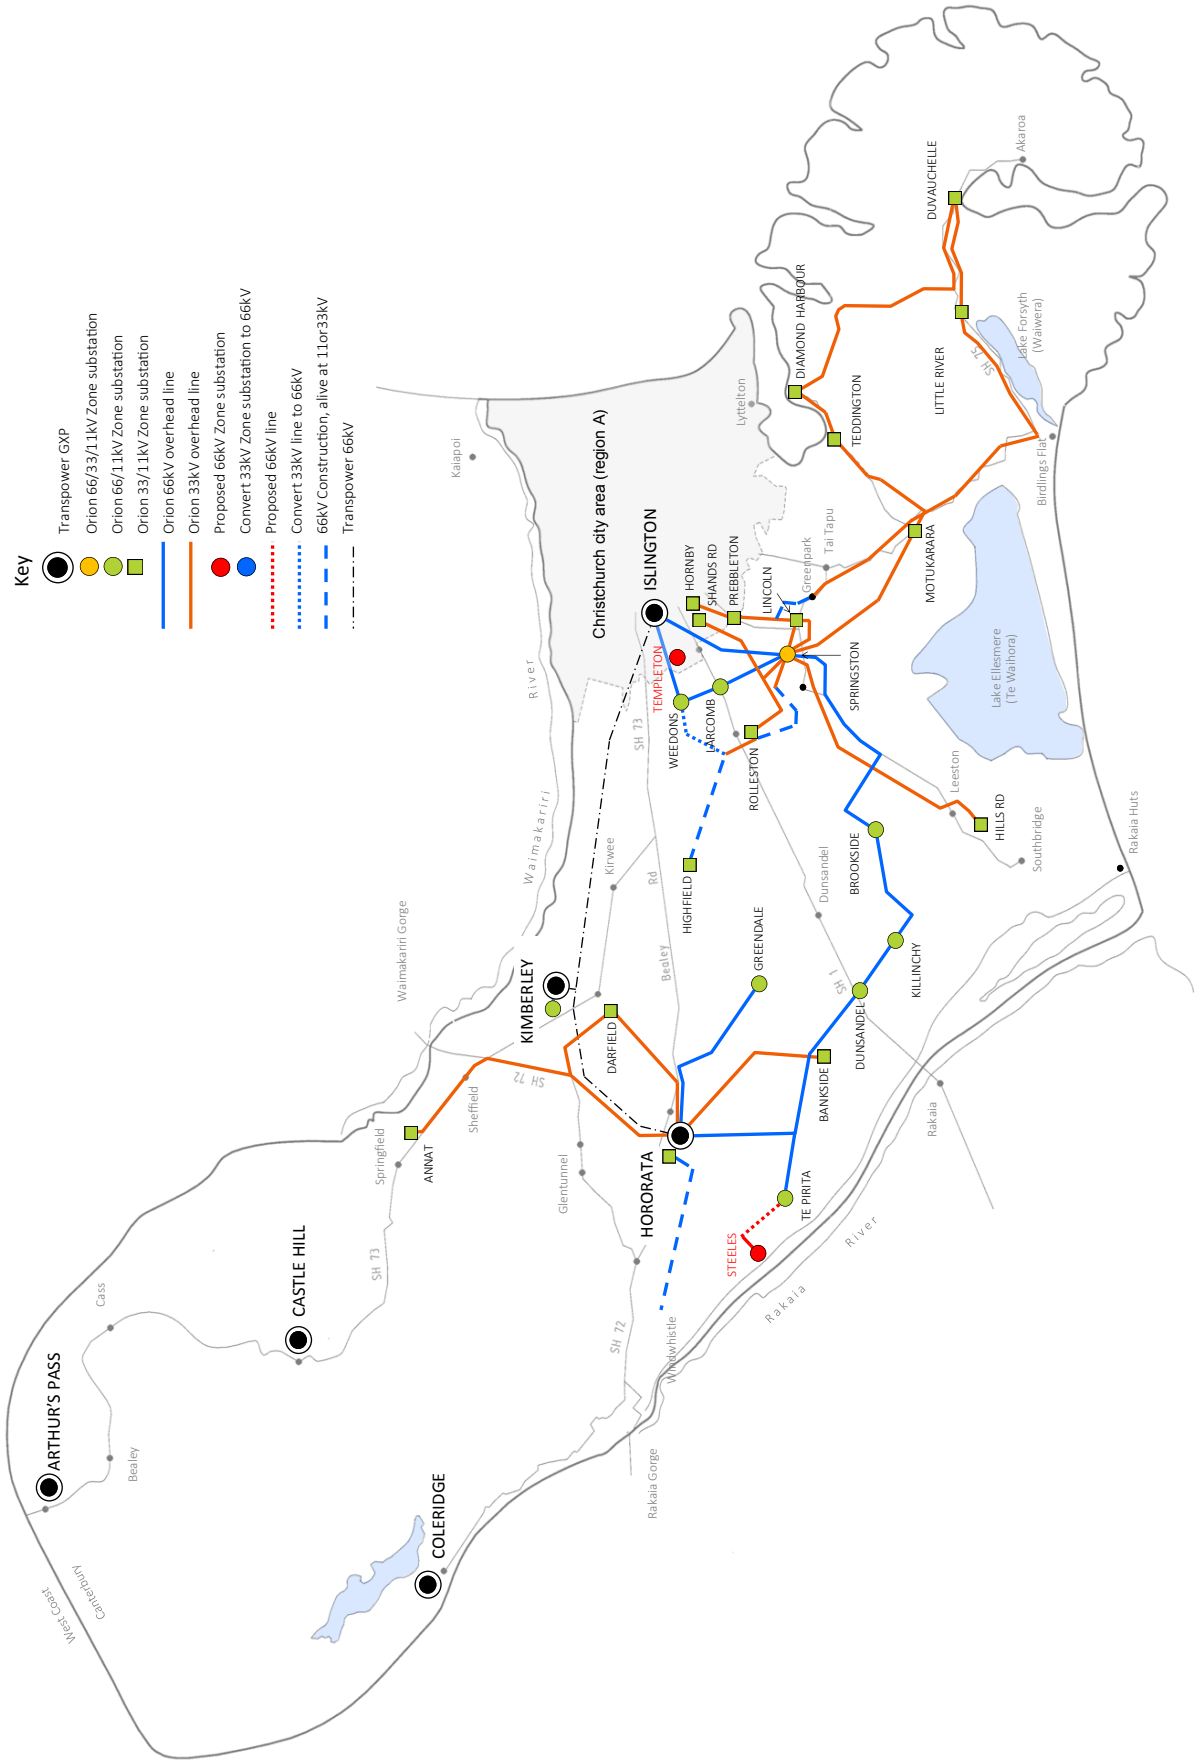 Key
Transpower GXP
Orion 66/33/11kV Zone substation
Orion 66/11kV Zone substation
Orion 33/11kV Zone substation
Orion 66kV overhead line
Orion 33kV overhead line
Proposed 66kV Zone substation
Convert 33kV Zone substation to 66kV
Proposed 66kV line
Convert 33kV line to 66kV
66kV Construction, alive at 11or33kV
Transpower 66kV
West Coast
Canterbury
ARTHUR'S PASS
Bealey
Cass
CASTLE HILL
COLERIDGE
SH 73
Springfield
ANNAT
Sheffield
SH 72
Waimakariri Gorge
Waimakariri
River
Kaiapoi
KIMBERLEY
DARFIELD
Glentunnel
HORORATA
SH 72
Windwhistle
Rakaia Gorge
Kirwee
Bealey
Rd
SH 73
Christchurch city area (region A)
ISLINGTON
TEMPLETON
HORNBY
SHANDS RD
PREBBLETON
LINCOLN
WEEDONS
LARCOMB
ROLLESTON
HIGHFIELD
GREENDALE
SPRINGSTON
Greenpark
Tai Tapu
Lyttelton
DIAMOND HARBOUR
TEDDINGTON
MOTUKARARA
LITTLE RIVER
SH 75
DUVAUCHELLE
Akaroa
Lake Forsyth
(Waiwera)
Birdlings Flat
Lake Ellesmere
(Te Waihora)
Leeston
HILLS RD
Southbridge
Rakaia Huts
BROOKSIDE
KILLINCHY
DUNSANDEL
Dunsandel
SH 1
BANKSIDE
TE PIRITA
STEELES
Rakaia
Rakaia
River